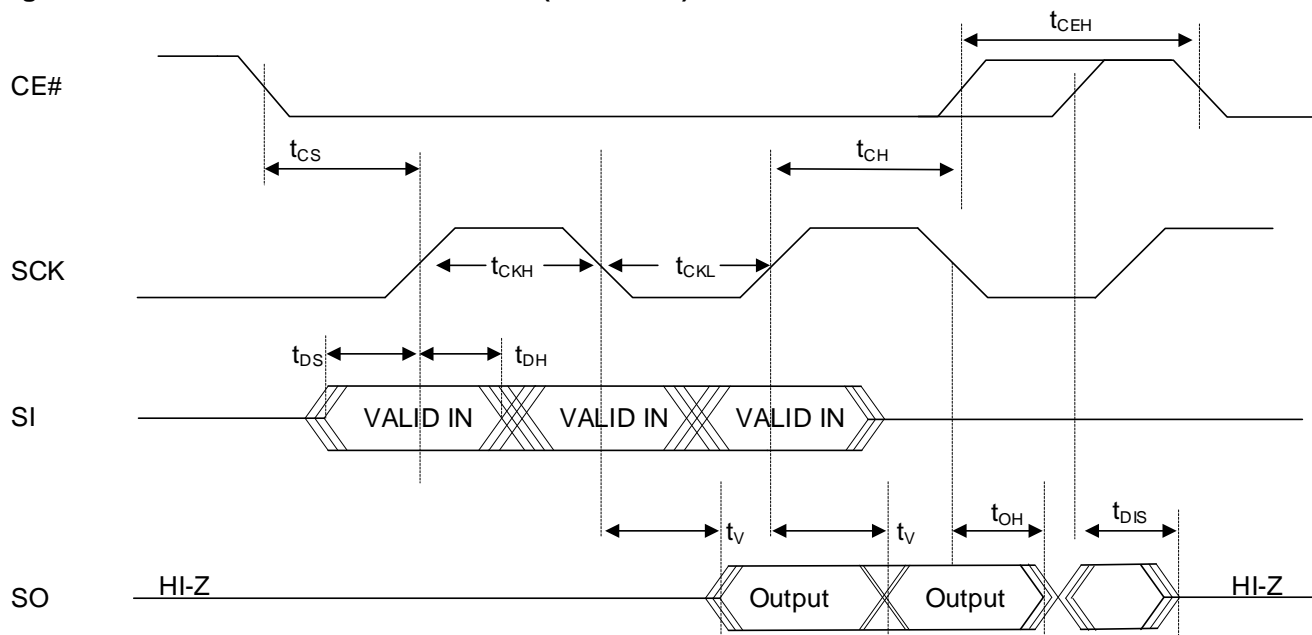 tCEH
CE#
tCS
tCH
SCK
tCKH
tCKL
tDS
tDH
SI
VALID IN
VALID IN
VALID IN
tV
tV
tOH
tDIS
SO
HI-Z
Output
Output
HI-Z